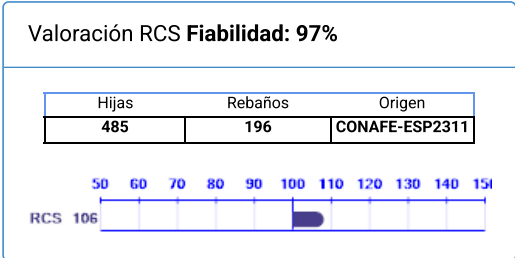 Valoración RCS Fiabilidad: 97%
Hijas Rebaños Origen
485 196 CONAFE-ESP2311
50 60 70 80 90 100 110 120 130 140 15
RCS 106